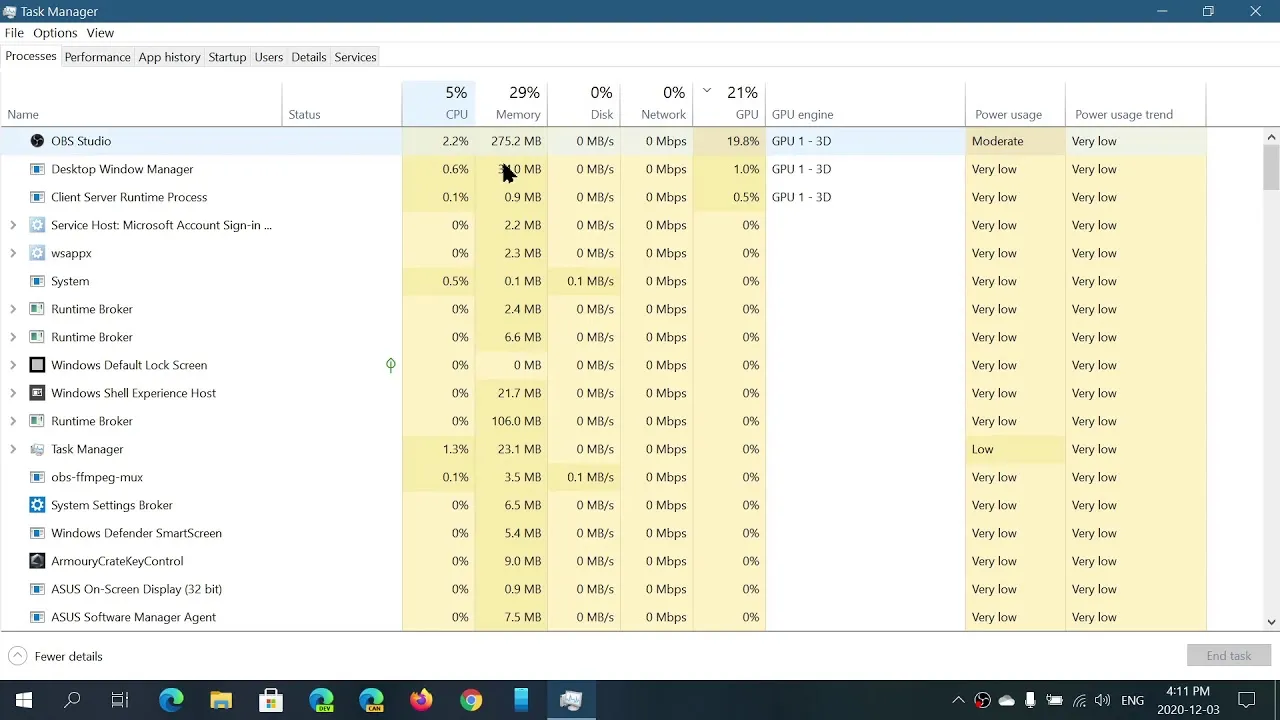 Task Manager
File Options View
Processes Performance App history Startup Users Details Services
5% 29% 0% 0% 21%
Name Status CPU Memory Disk Network GPU GPU engine Power usage Power usage trend
OBS Studio 2.2% 275.2 MB 0 MB/s 0 Mbps 19.8% GPU 1 - 3D Moderate Very low
Desktop Window Manager 0.6% MB 0 MB/s 0 Mbps 1.0% GPU 1 - 3D Very low Very low
Client Server Runtime Process 0.1% 0.9 MB 0 MB/s 0 Mbps 0.5% GPU 1 - 3D Very low Very low
Service Host: Microsoft Account Sign-in ... 0% 2.2 MB 0 MB/s 0 Mbps 0% Very low Very low
wsappx 0% 2.3 MB 0 MB/s 0 Mbps 0% Very low Very low
System 0.5% 0.1 MB 0.1 MB/s 0 Mbps 0% Very low Very low
Runtime Broker 0% 2.4 MB 0 MB/s 0 Mbps 0% Very low Very low
Runtime Broker 0% 6.6 MB 0 MB/s 0 Mbps 0% Very low Very low
Windows Default Lock Screen 0% 0 MB 0 MB/s 0 Mbps 0% Very low Very low
Windows Shell Experience Host 0% 21.7 MB 0 MB/s 0 Mbps 0% Very low Very low
Runtime Broker 0% 106.0 MB 0 MB/s 0 Mbps 0% Very low Very low
Task Manager 1.3% 23.1 MB 0 MB/s 0 Mbps 0% Low Very low
obs-ffmpeg-mux 0.1% 3.5 MB 0.1 MB/s 0 Mbps 0% Very low Very low
System Settings Broker 0% 6.5 MB 0 MB/s 0 Mbps 0% Very low Very low
Windows Defender SmartScreen 0% 5.4 MB 0 MB/s 0 Mbps 0% Very low Very low
ArmouryCrateKeyControl 0% 9.0 MB 0 MB/s 0 Mbps 0% Very low Very low
ASUS On-Screen Display (32 bit) 0% 0.9 MB 0 MB/s 0 Mbps 0% Very low Very low
ASUS Software Manager Agent 0% 7.5 MB 0 MB/s 0 Mbps 0% Very low Very low
Fewer details End task
DEV CAN ENG 4:11 PM
2020-12-03